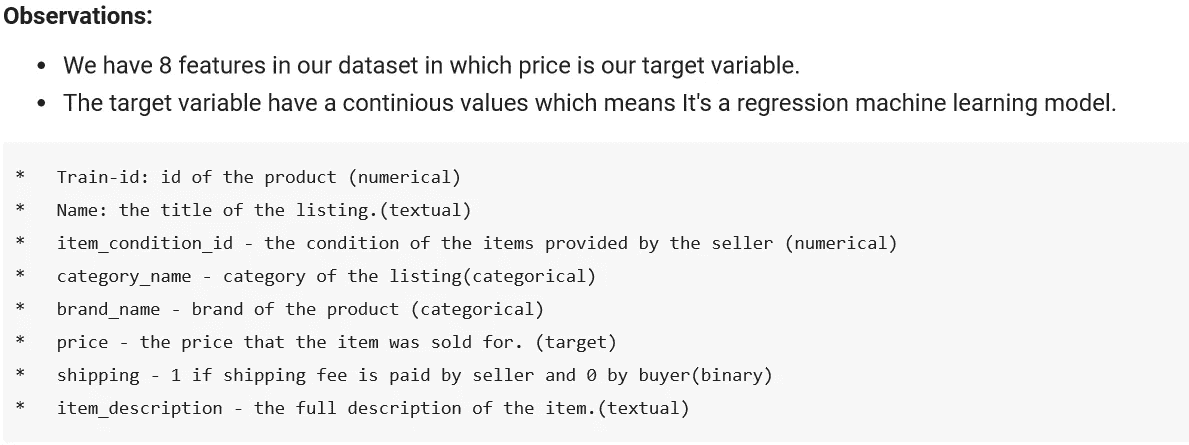 Observations:
• We have 8 features in our dataset in which price is our target variable.
• The target variable have a continious values which means It's a regression machine learning model.
* Train-id: id of the product (numerical)
* Name: the title of the listing.(textual)
* item_condition_id - the condition of the items provided by the seller (numerical)
* category_name - category of the listing(categorical)
* brand_name - brand of the product (categorical)
* price - the price that the item was sold for. (target)
* shipping - 1 if shipping fee is paid by seller and 0 by buyer(binary)
* item_description - the full description of the item.(textual)